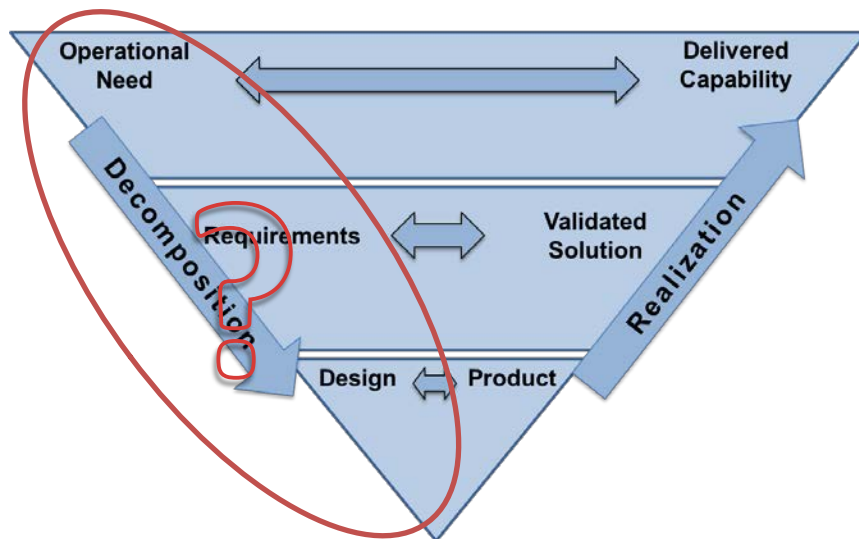 Operational
Need
Delivered
Capability
Decomposition
?
Requirements
Validated
Solution
Realization
Design
Product